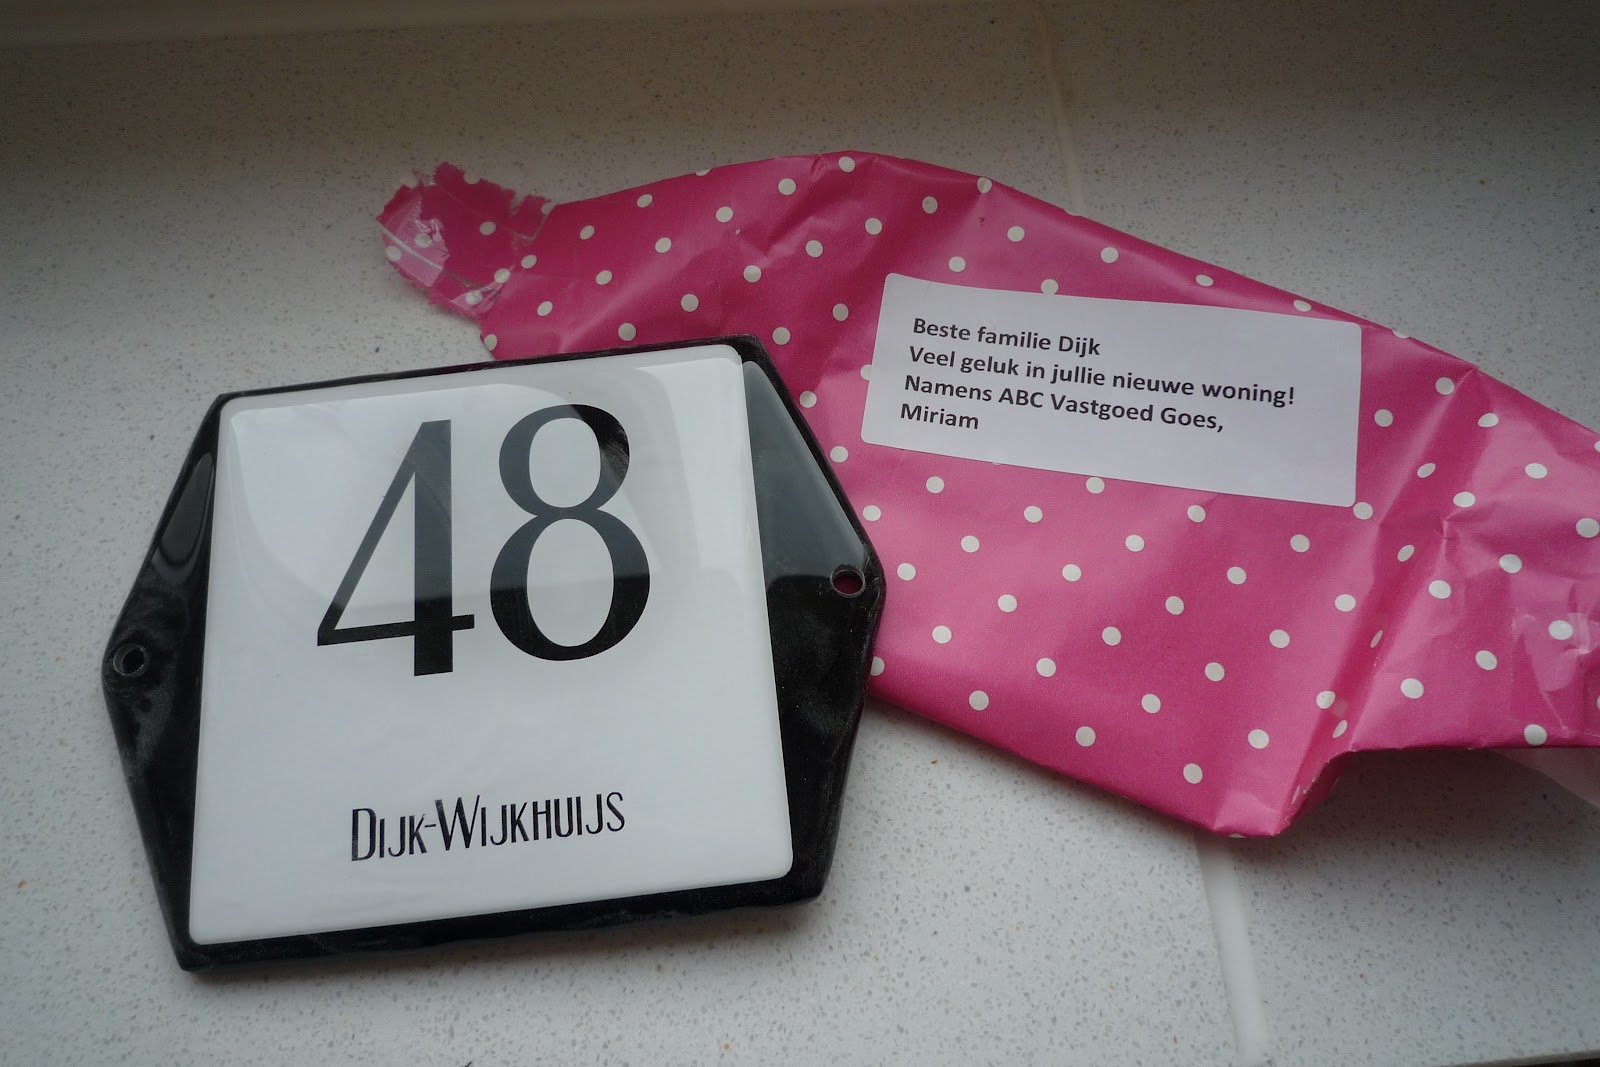 48
Dijk-Wijkhuijs
Beste familie Dijk
Veel geluk in jullie nieuwe woning!
Namens ABC Vastgoed Goes,
Miriam